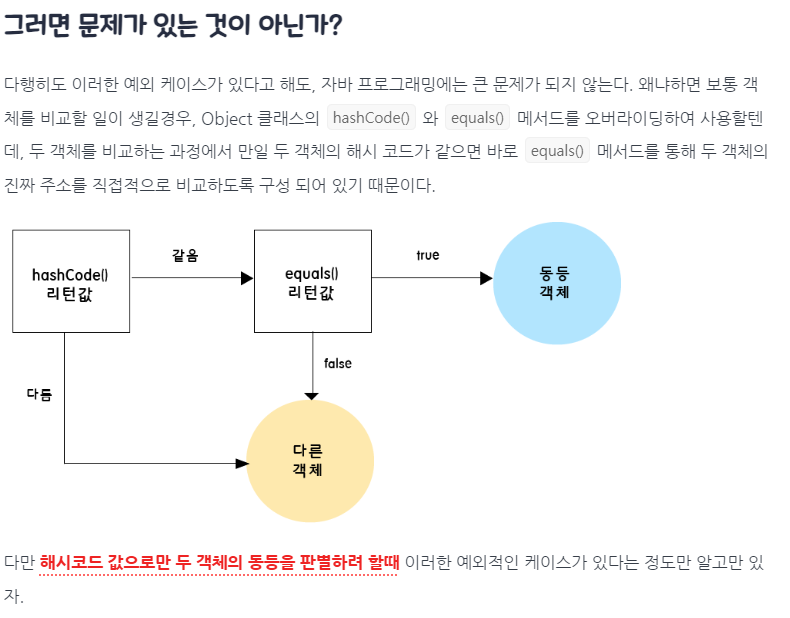 그러면 문제가 있는 것이 아닌가?
다행히도 이러한 예외 케이스가 있다고 해도, 자바 프로그래밍에는 큰 문제가 되지 않는다. 왜냐하면 보통 객
체를 비교할 일이 생길경우, Object 클래스의 hashCode() 와 equals() 메서드를 오버라이딩하여 사용할텐
데, 두 객체를 비교하는 과정에서 만일 두 객체의 해시 코드가 같으면 바로 equals() 메서드를 통해 두 객체의
진짜 주소를 직접적으로 비교하도록 구성 되어 있기 때문이다.
hashCode()
리턴값
같음
equals()
리턴값
true
동등
객체
false
다름
다른
객체
다만 해시코드 값으로만 두 객체의 동등을 판별하려 할때 이러한 예외적인 케이스가 있다는 정도만 알고만 있
자.